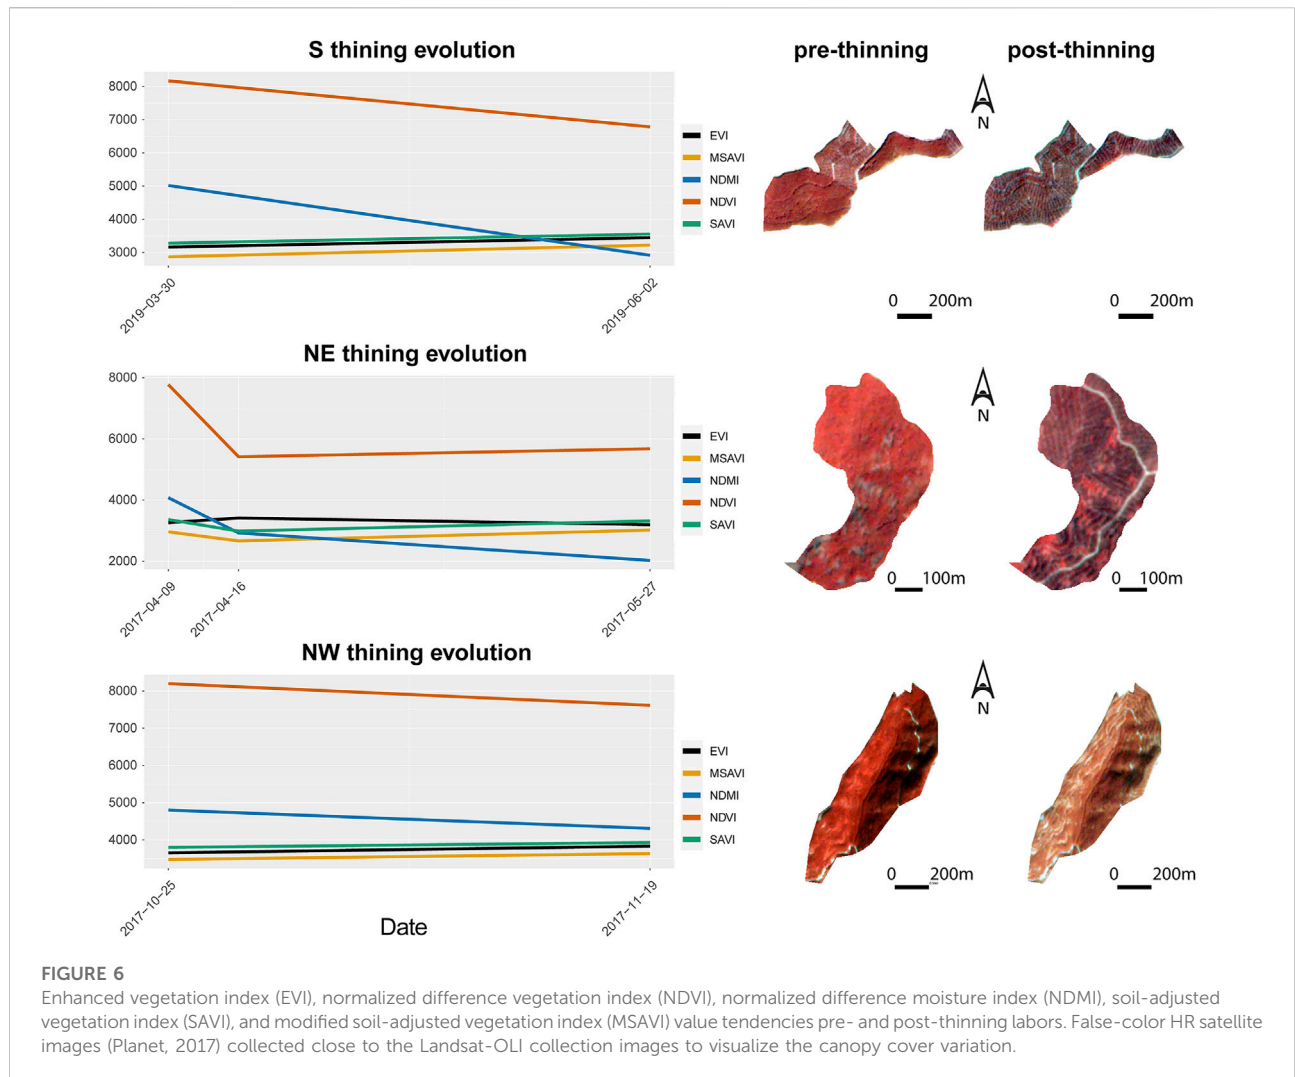 S thining evolution
pre-thinning
post-thinning
8000
7000
6000
5000
4000
3000
2019-03-30
2019-06-02
EVI
MSAVI
NDMI
NDVI
SAVI
N
0 200m
0 200m
NE thining evolution
8000
6000
4000
2000
2017-04-09
2017-04-16
2017-05-27
EVI
MSAVI
NDMI
NDVI
SAVI
N
0 100m
0 100m
NW thining evolution
8000
7000
6000
5000
4000
2017-10-25
2017-11-19
Date
EVI
MSAVI
NDMI
NDVI
SAVI
N
0 200m
0 200m
FIGURE 6
Enhanced vegetation index (EVI), normalized difference vegetation index (NDVI), normalized difference moisture index (NDMI), soil-adjusted
vegetation index (SAVI), and modified soil-adjusted vegetation index (MSAVI) value tendencies pre- and post-thinning labors. False-color HR satellite
images (Planet, 2017) collected close to the Landsat-OLI collection images to visualize the canopy cover variation.